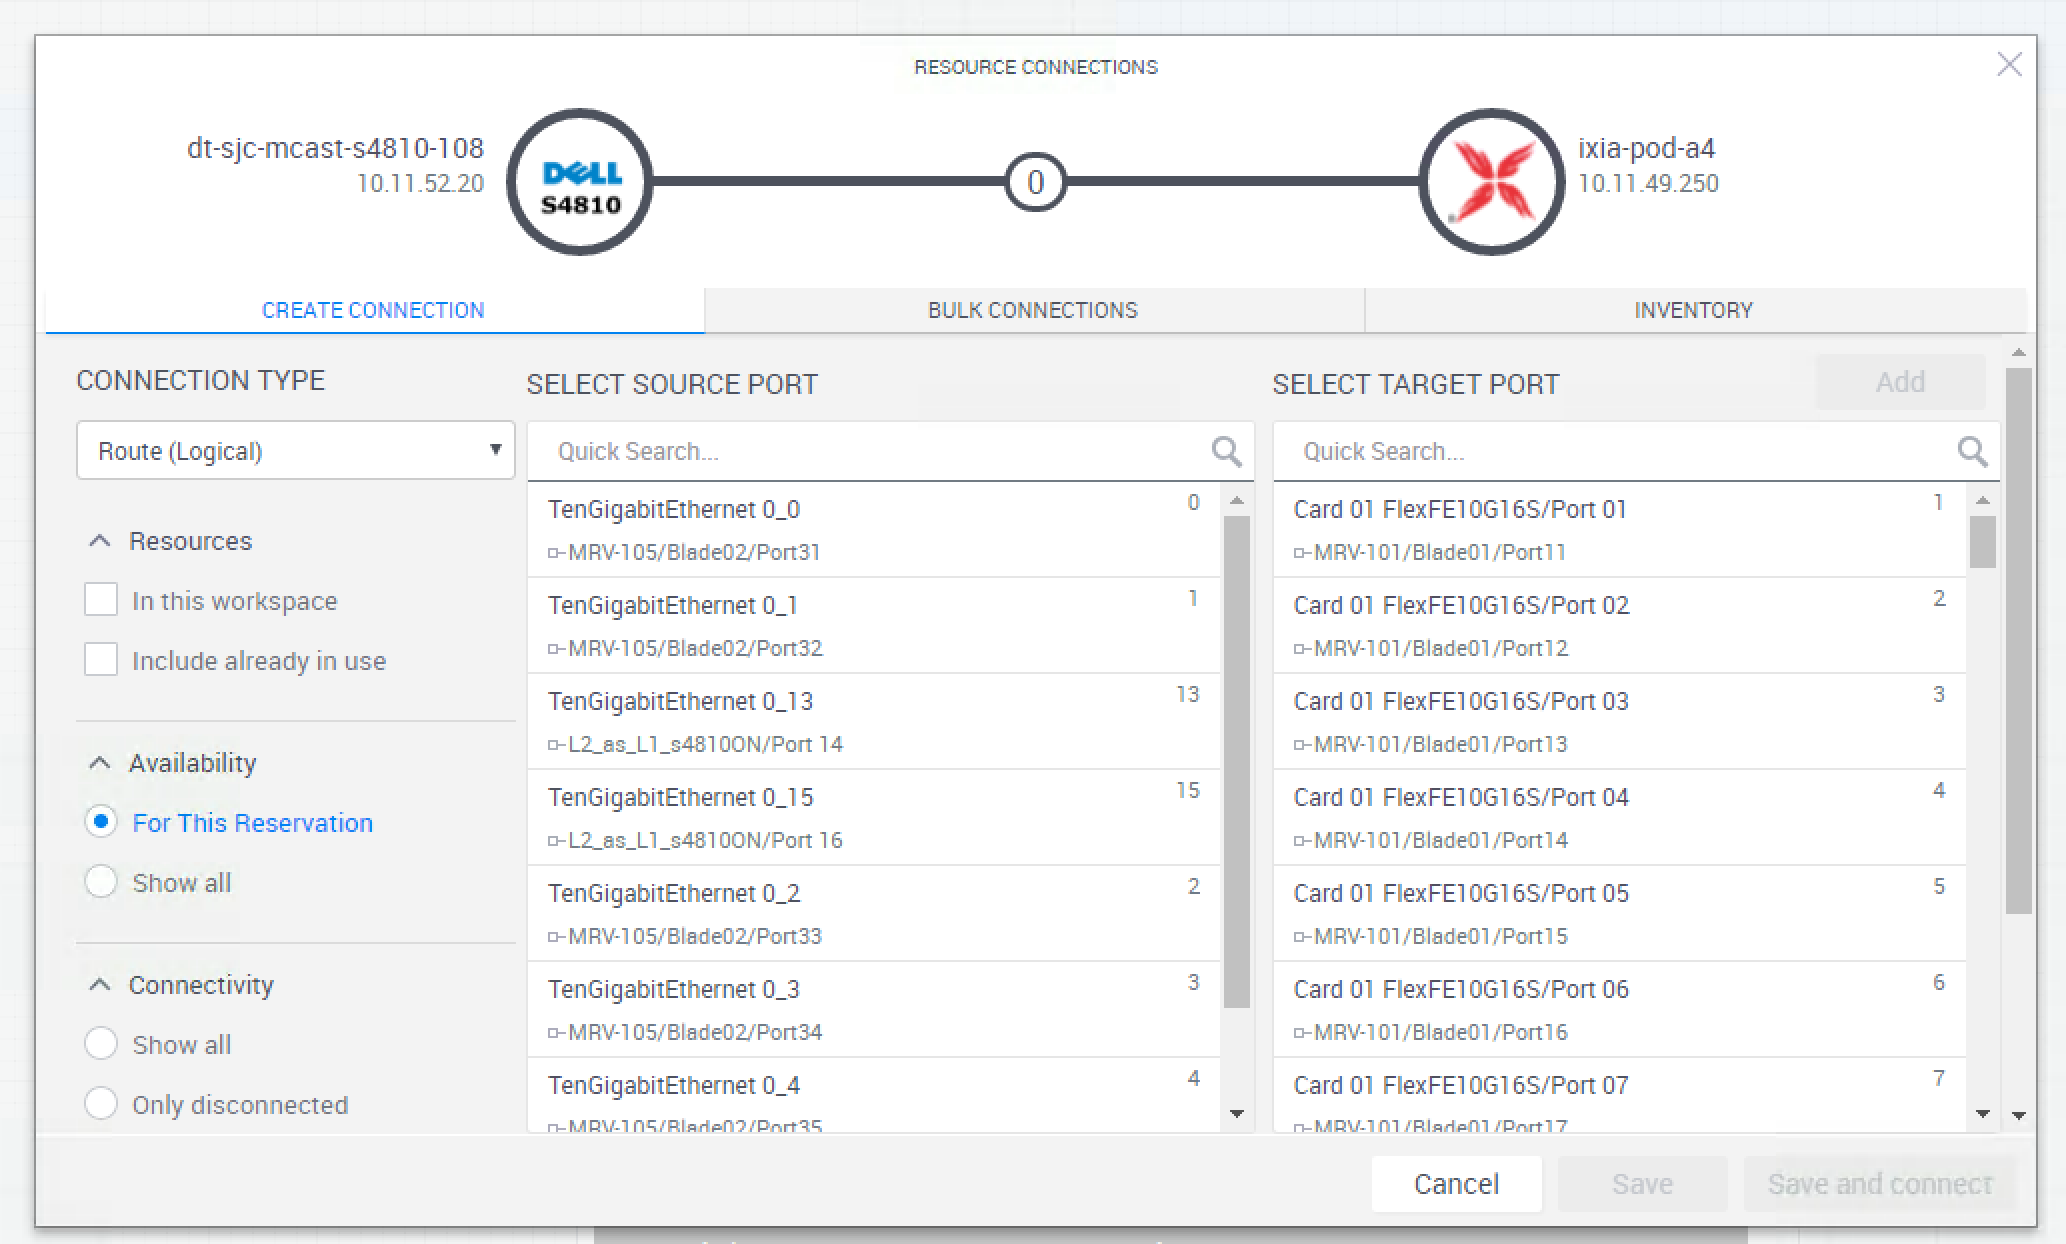 RESOURCE CONNECTIONS
dt-sjc-mcast-s4810-108
10.11.52.20
DELL
S4810
0
ixia-pod-a4
10.11.49.250
CREATE CONNECTION
BULK CONNECTIONS
INVENTORY
CONNECTION TYPE
Route (Logical)
Resources
In this workspace
Include already in use
Availability
For This Reservation
Show all
Connectivity
Show all
Only disconnected
SELECT SOURCE PORT
Quick Search...
TenGigabitEthernet 0_0 0
MRV-105/Blade02/Port31
TenGigabitEthernet 0_1 1
MRV-105/Blade02/Port32
TenGigabitEthernet 0_13 13
L2_as_L1_s4810ON/Port 14
TenGigabitEthernet 0_15 15
L2_as_L1_s4810ON/Port 16
TenGigabitEthernet 0_2 2
MRV-105/Blade02/Port33
TenGigabitEthernet 0_3 3
MRV-105/Blade02/Port34
TenGigabitEthernet 0_4 4
MRV-105/Blade02/Port35
SELECT TARGET PORT
Add
Quick Search...
Card 01 FlexFE10G16S/Port 01 1
MRV-101/Blade01/Port11
Card 01 FlexFE10G16S/Port 02 2
MRV-101/Blade01/Port12
Card 01 FlexFE10G16S/Port 03 3
MRV-101/Blade01/Port13
Card 01 FlexFE10G16S/Port 04 4
MRV-101/Blade01/Port14
Card 01 FlexFE10G16S/Port 05 5
MRV-101/Blade01/Port15
Card 01 FlexFE10G16S/Port 06 6
MRV-101/Blade01/Port16
Card 01 FlexFE10G16S/Port 07 7
MRV-101/Blade01/Port17
Cancel
Save
Save and connect